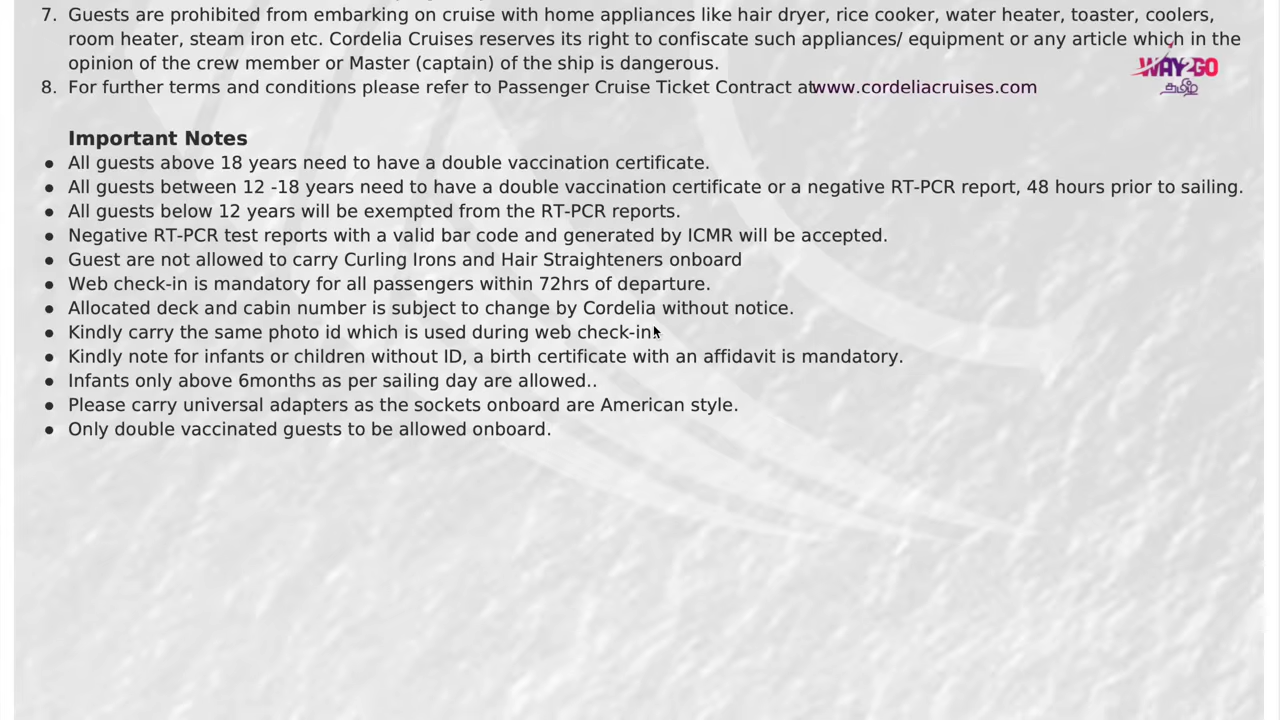 7. Guests are prohibited from embarking on cruise with home appliances like hair dryer, rice cooker, water heater, toaster, coolers,
room heater, steam iron etc. Cordelia Cruises reserves its right to confiscate such appliances/ equipment or any article which in the
opinion of the crew member or Master (captain) of the ship is dangerous.
WAY2GO
தமிழ்
8. For further terms and conditions please refer to Passenger Cruise Ticket Contract atwww.cordeliacruises.com
Important Notes
● All guests above 18 years need to have a double vaccination certificate.
● All guests between 12 -18 years need to have a double vaccination certificate or a negative RT-PCR report, 48 hours prior to sailing.
● All guests below 12 years will be exempted from the RT-PCR reports.
● Negative RT-PCR test reports with a valid bar code and generated by ICMR will be accepted.
● Guest are not allowed to carry Curling Irons and Hair Straighteners onboard
● Web check-in is mandatory for all passengers within 72hrs of departure.
● Allocated deck and cabin number is subject to change by Cordelia without notice.
● Kindly carry the same photo id which is used during web check-in.
● Kindly note for infants or children without ID, a birth certificate with an affidavit is mandatory.
● Infants only above 6months as per sailing day are allowed..
● Please carry universal adapters as the sockets onboard are American style.
● Only double vaccinated guests to be allowed onboard.